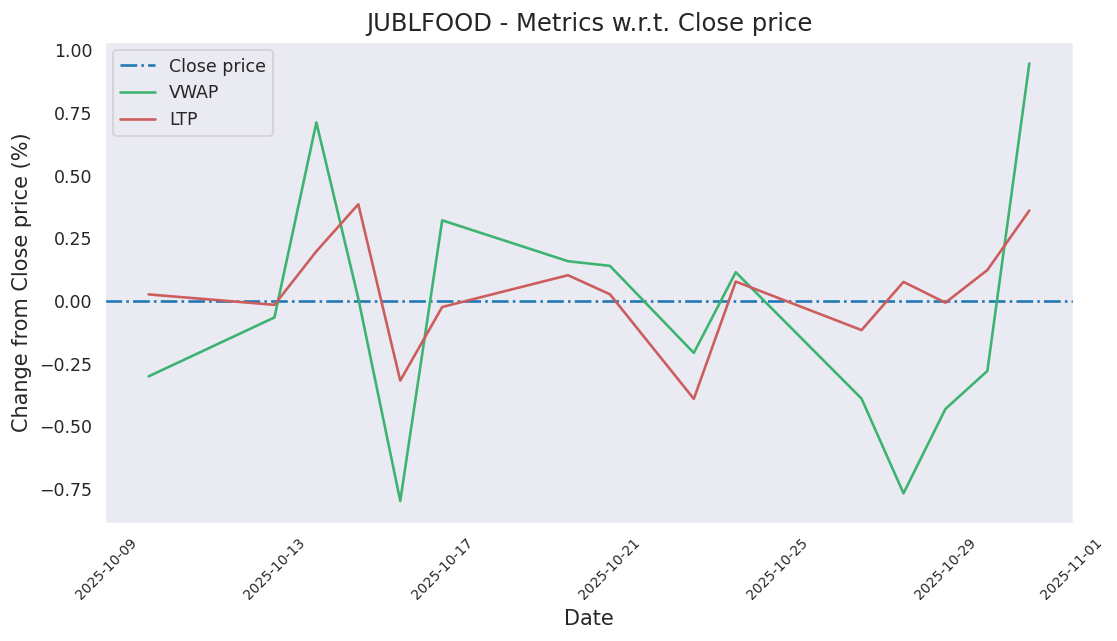 JUBLFOOD - Metrics w.r.t. Close price
Close price
VWAP
LTP
Change from Close price (%)
1.00
0.75
0.50
0.25
0.00
−0.25
−0.50
−0.75
2025-10-09
2025-10-13
2025-10-17
2025-10-21
2025-10-25
2025-10-29
2025-11-01
Date